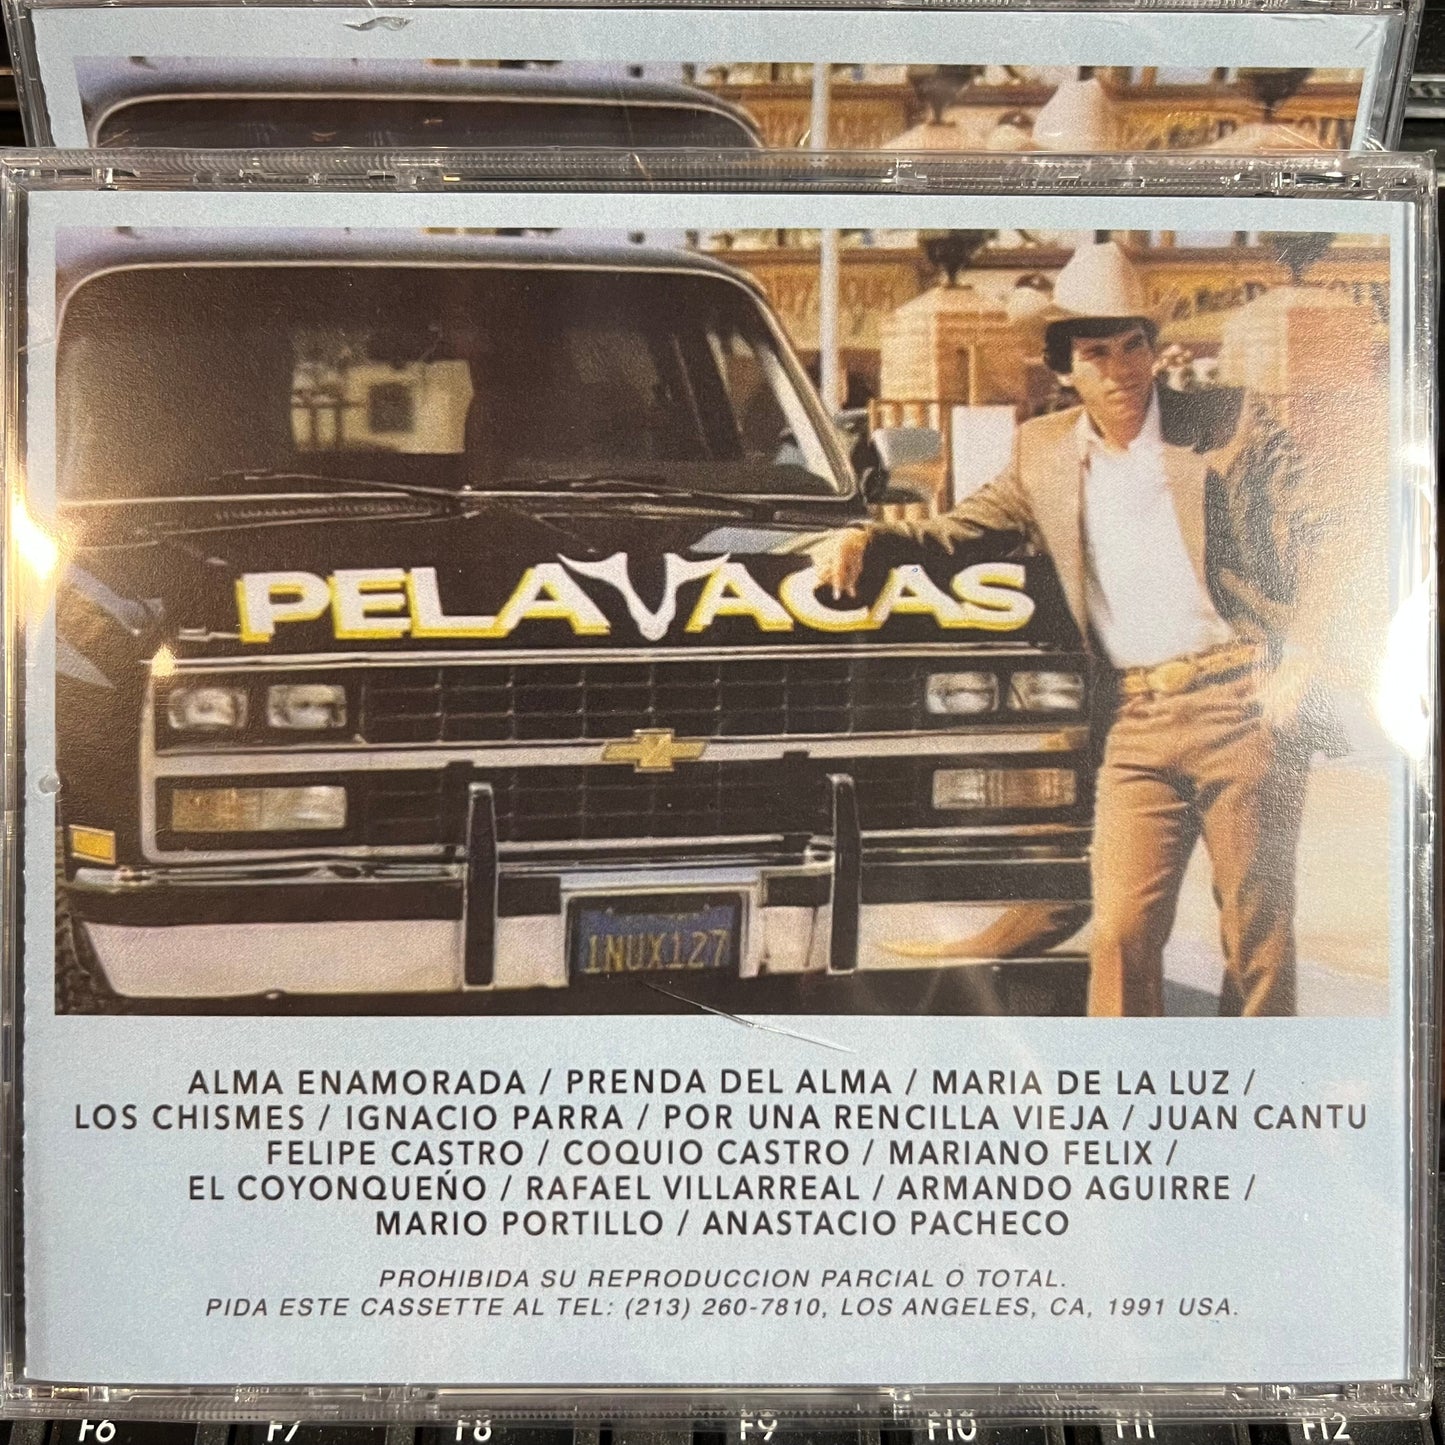 PELAVACAS
1NUX127
ALMA ENAMORADA / PRENDA DEL ALMA / MARIA DE LA LUZ /
LOS CHISMES / IGNACIO PARRA / POR UNA RENCILLA VIEJA / JUAN CANTU
FELIPE CASTRO / COQUIO CASTRO / MARIANO FELIX /
EL COYONQUEÑO / RAFAEL VILLARREAL / ARMANDO AGUIRRE /
MARIO PORTILLO / ANASTACIO PACHECO
PROHIBIDA SU REPRODUCCION PARCIAL O TOTAL.
PIDA ESTE CASSETTE AL TEL: (213) 260-7810, LOS ANGELES, CA, 1991 USA.
F6 F7 F8 F9 F10 F11 F12